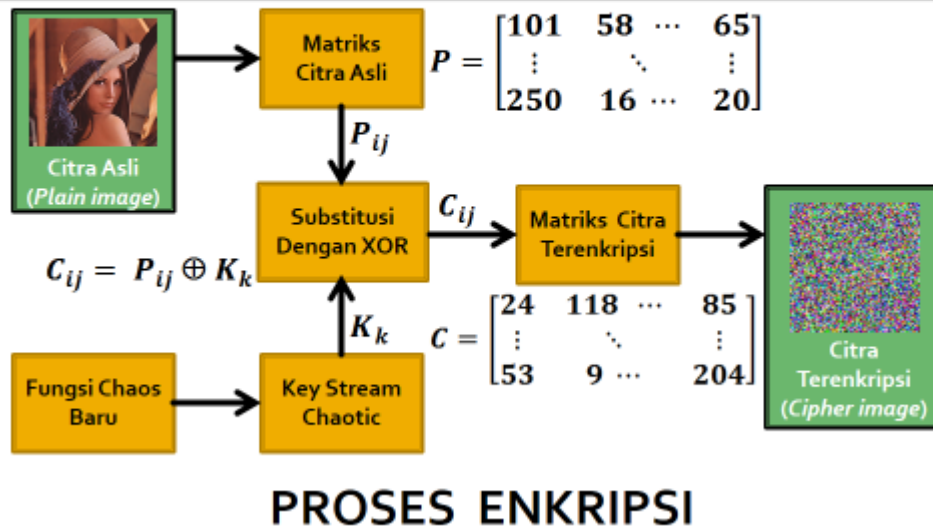 Citra Asli
(Plain image)
Matriks
Citra Asli
P = [101 58 ⋯ 65
⋮ ⋱ ⋮
250 16 ⋯ 20]
P_ij
Substitusi
Dengan XOR
C_ij = P_ij ⊕ K_k
C_ij
Matriks Citra
Terenkripsi
C = [24 118 ⋯ 85
⋮ ⋱ ⋮
53 9 ⋯ 204]
Citra
Terenkripsi
(Cipher image)
K_k
Fungsi Chaos
Baru
Key Stream
Chaotic
PROSES ENKRIPSI